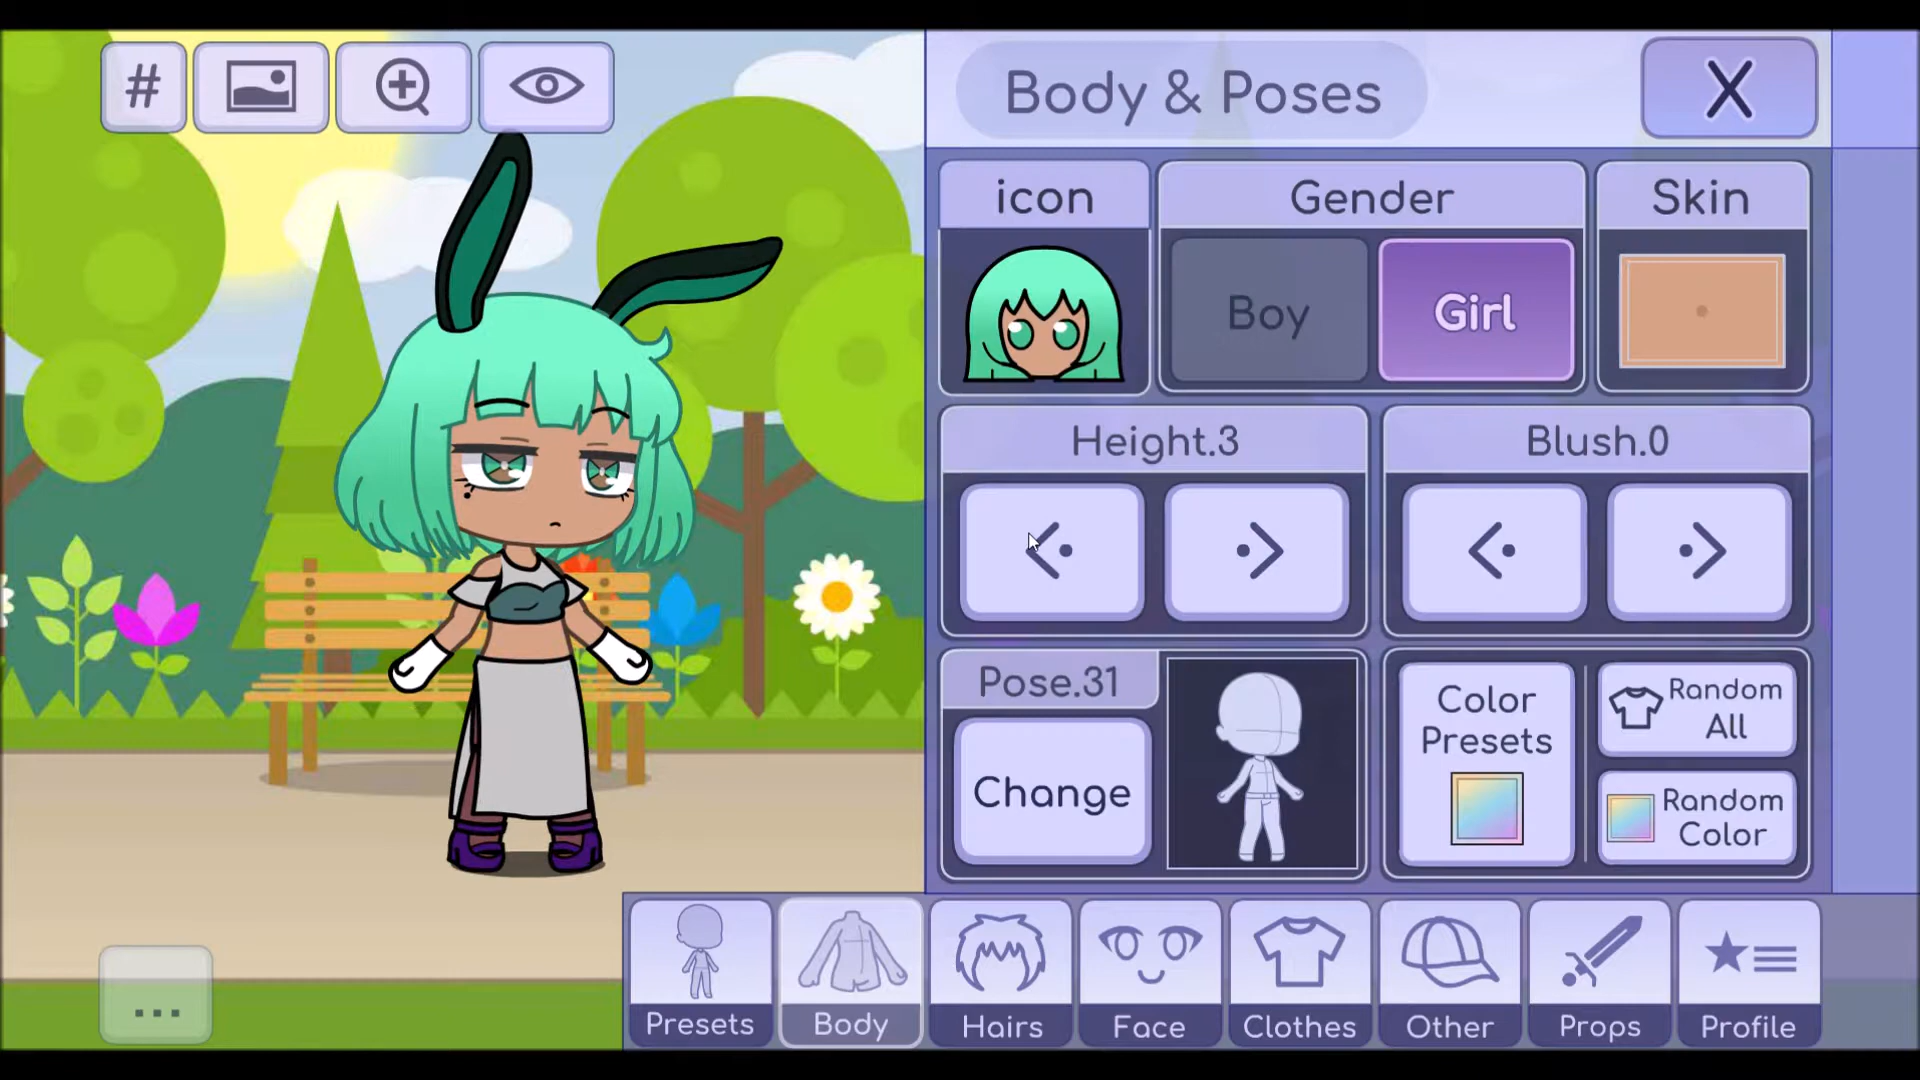 #
Body & Poses
X
icon
Gender
Skin
Boy
Girl
Height.3
Blush.0
Pose.31
Change
Color
Presets
Random
All
Random
Color
...
Presets
Body
Hairs
Face
Clothes
Other
Props
Profile